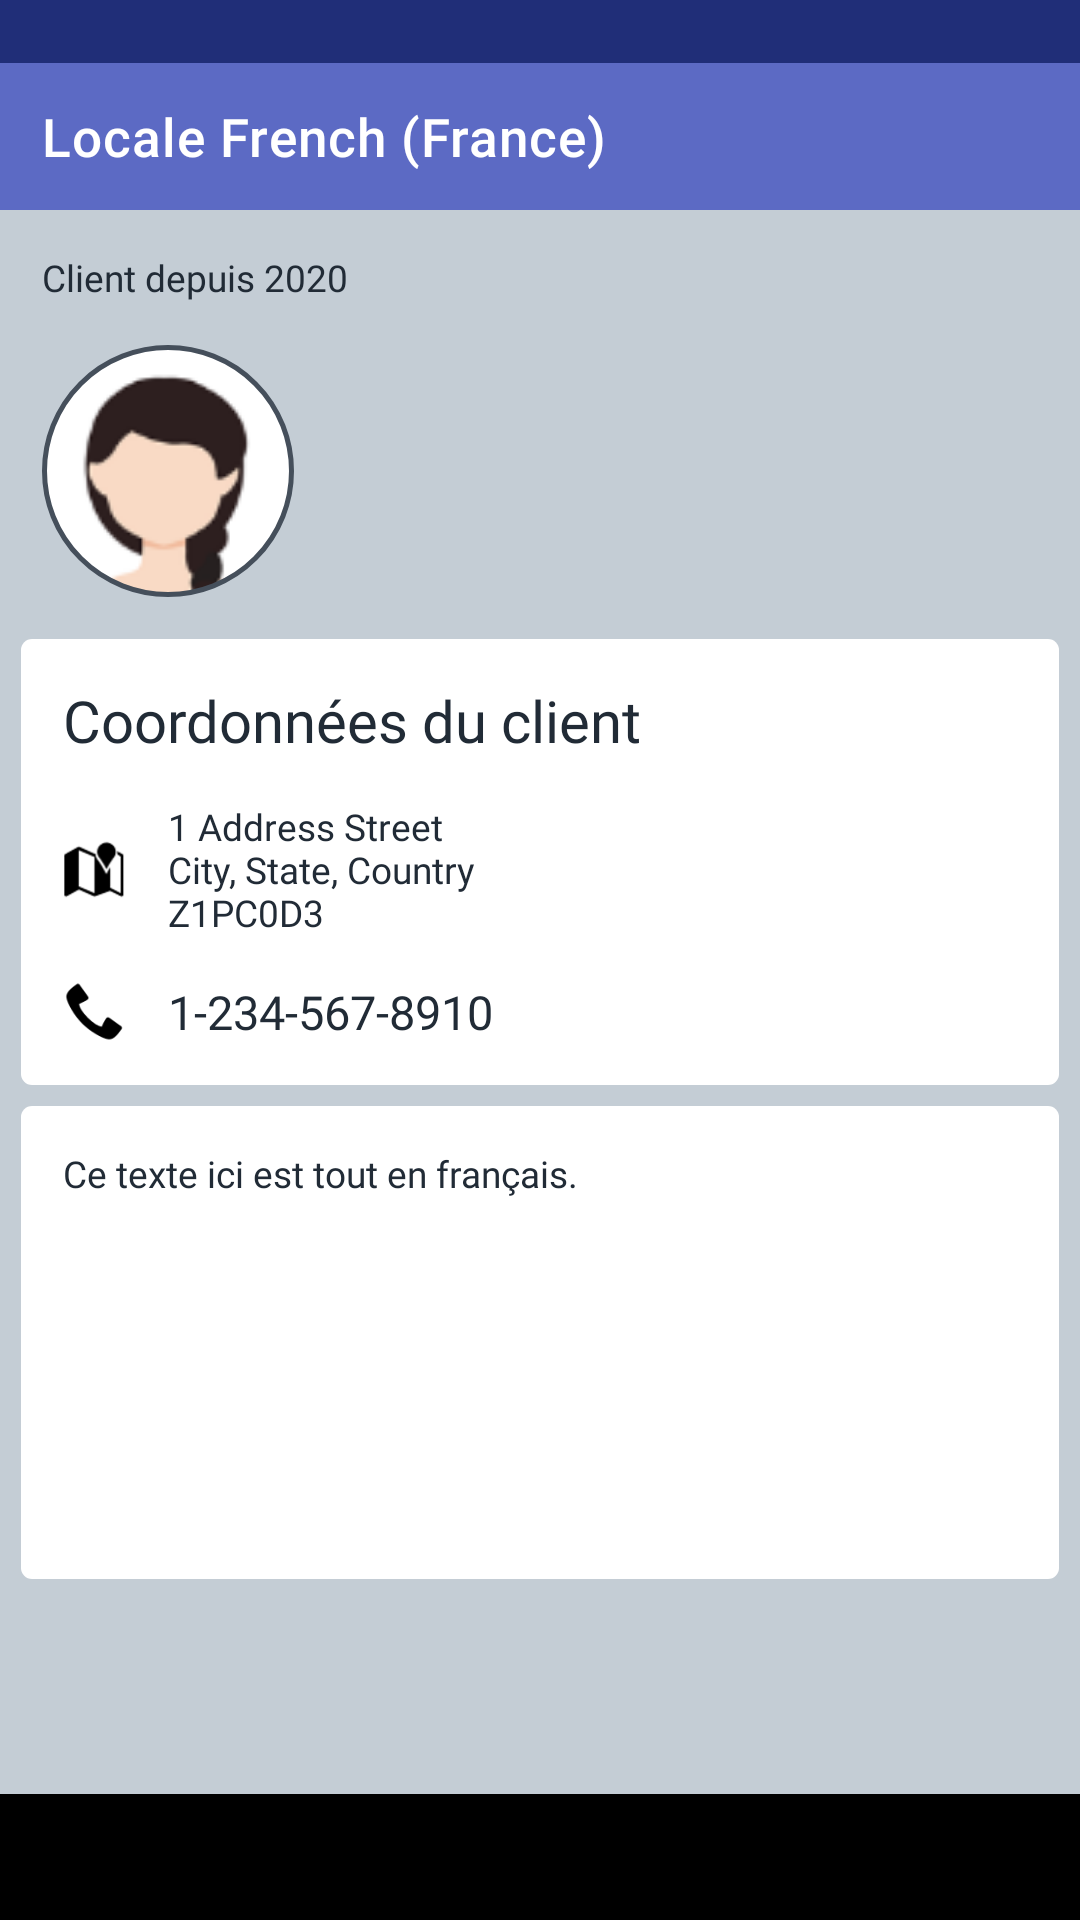 Locale French (France)
Client depuis 2020
Coordonnées du client
1 Address Street
City, State, Country
Z1PC0D3
1-234-567-8910
Ce texte ici est tout en français.